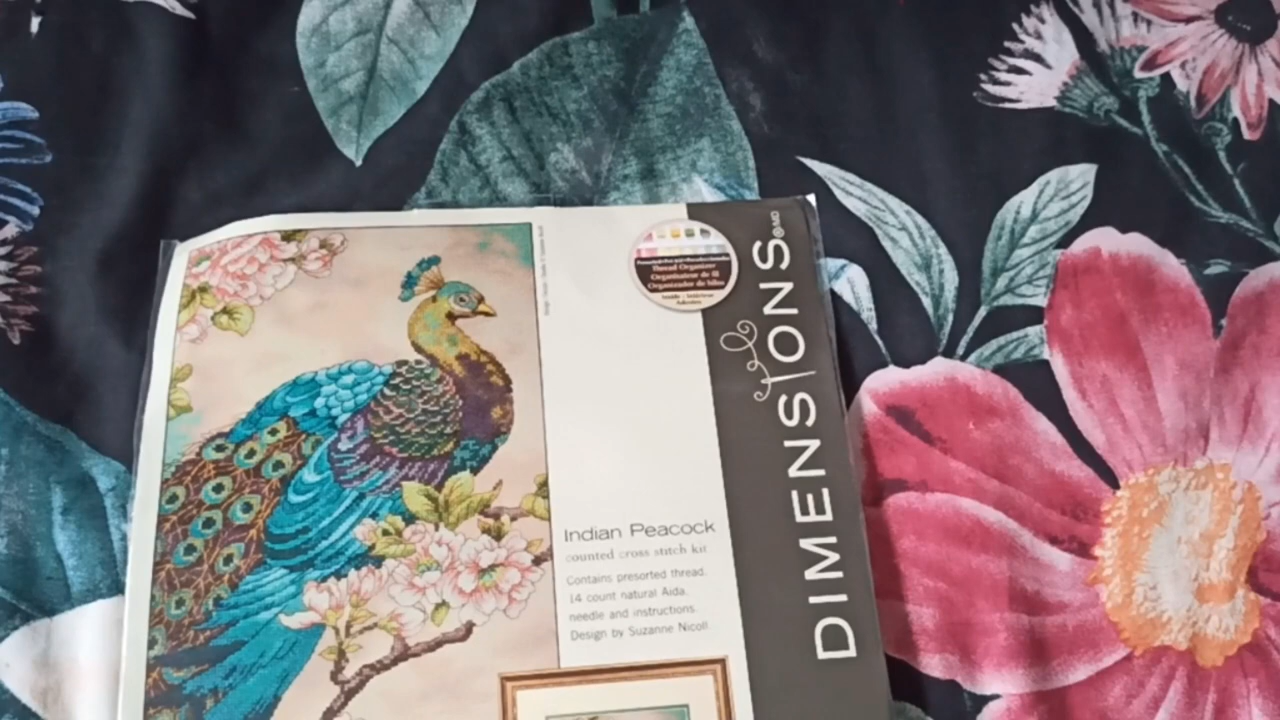 Thread Organizer
Organisateur de fil
Organizador de hilos
DIMENSIONS®/MD
Indian Peacock
counted cross stitch kit
Contains presorted thread,
14 count natural Aida,
needle and instructions.
Design by Suzanne Nicoll